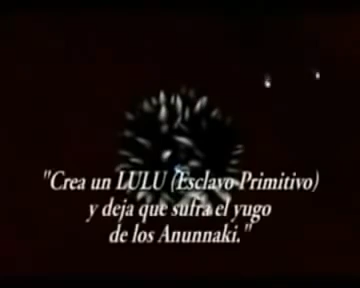 "Crea un LULU (Esclavo Primitivo)
y deja que sufra el yugo
de los Anunnaki."